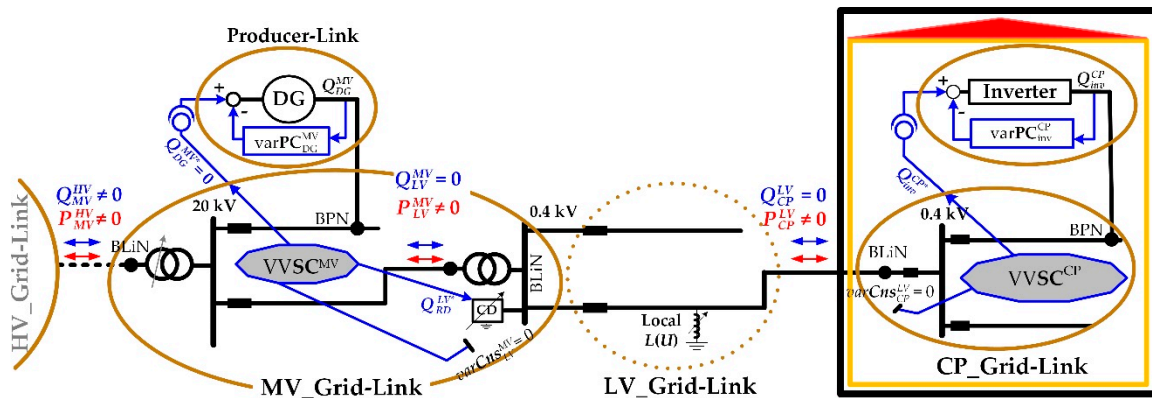 Producer-Link
+
-
DG
Q_DG^MV
varPC_DG^MV
Q_DG^MV*=0
HV_Grid-Link
Q_MV^HV ≠ 0
P_MV^HV ≠ 0
BLiN
20 kV
BPN
VVSC^MV
Q_LV^MV = 0
P_LV^MV ≠ 0
Q_RD^LV*
CD
varCns_LV^MV = 0
0.4 kV
BLiN
MV_Grid-Link
Local
L(U)
LV_Grid-Link
Q_CP^LV = 0
P_CP^LV ≠ 0
+
-
Inverter
Q_inv^CP
varPC_inv^CP
Q_inv^CP*
0.4 kV
BPN
BLiN
VVSC^CP
varCns_CP^LV = 0
CP_Grid-Link